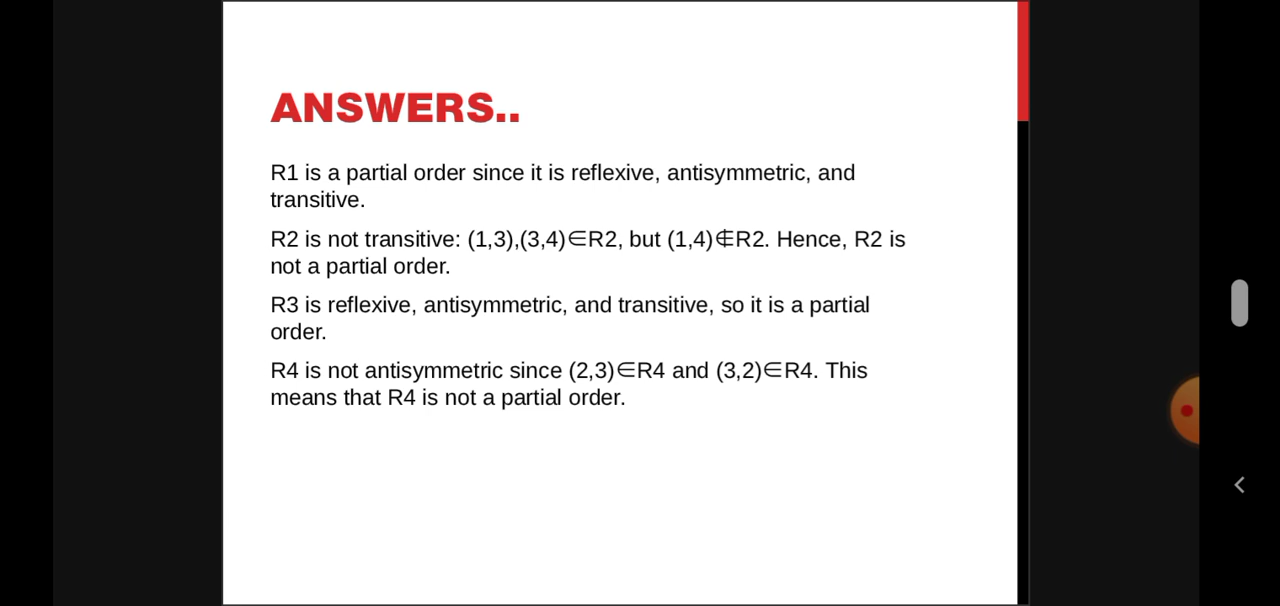 ANSWERS..
R1 is a partial order since it is reflexive, antisymmetric, and
transitive.
R2 is not transitive: (1,3),(3,4)∈R2, but (1,4)∉R2. Hence, R2 is
not a partial order.
R3 is reflexive, antisymmetric, and transitive, so it is a partial
order.
R4 is not antisymmetric since (2,3)∈R4 and (3,2)∈R4. This
means that R4 is not a partial order.